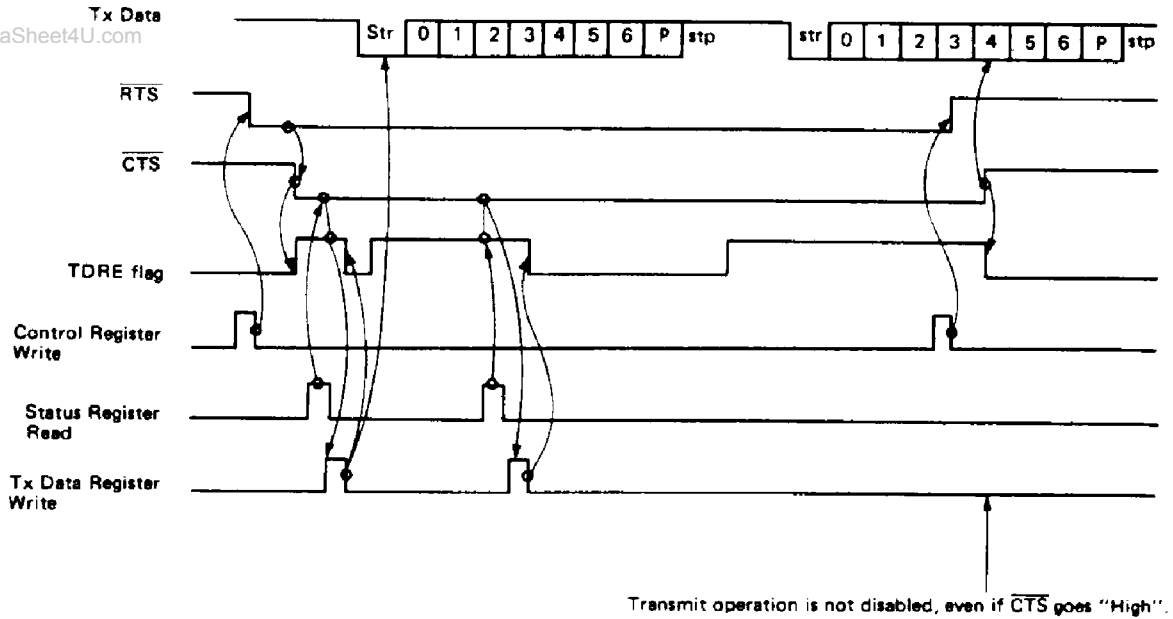 Tx Data
aSheet4U.com
Str 0 1 2 3 4 5 6 P stp str 0 1 2 3 4 5 6 P stp
RTS
CTS
TDRE flag
Control Register
Write
Status Register
Read
Tx Data Register
Write
Transmit operation is not disabled, even if CTS goes "High".